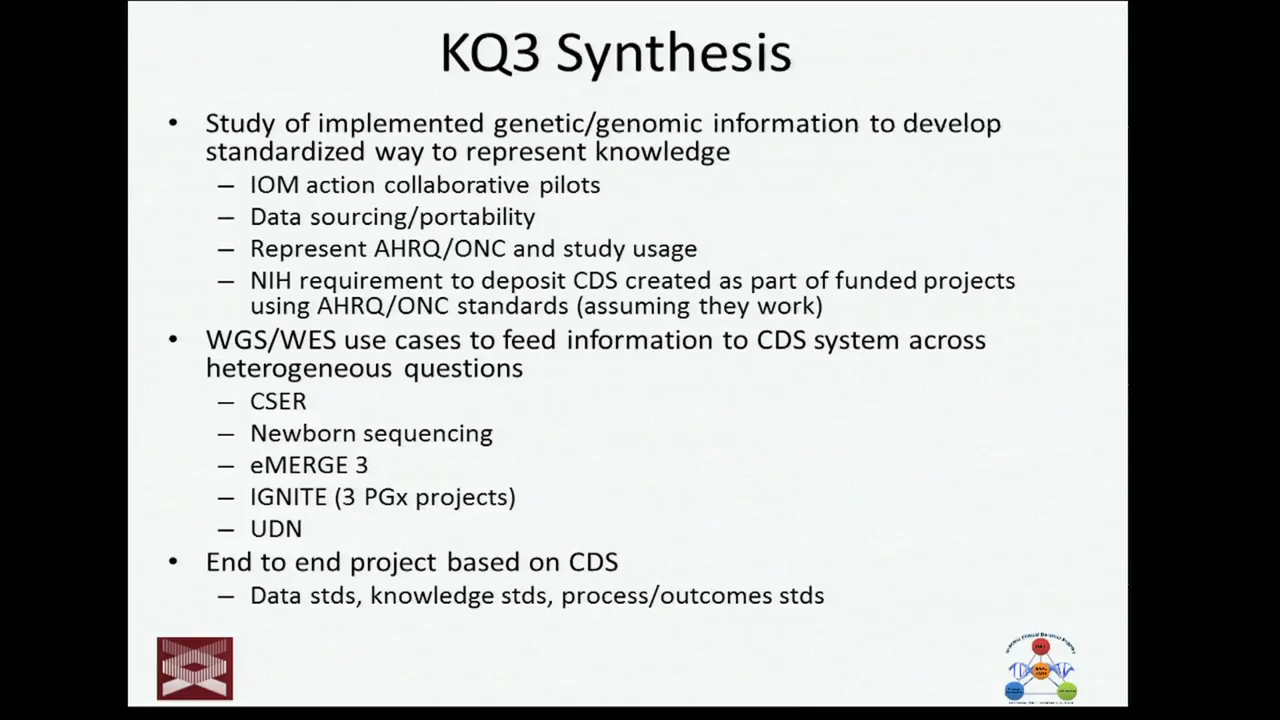 KQ3 Synthesis
• Study of implemented genetic/genomic information to develop
standardized way to represent knowledge
– IOM action collaborative pilots
– Data sourcing/portability
– Represent AHRQ/ONC and study usage
– NIH requirement to deposit CDS created as part of funded projects
using AHRQ/ONC standards (assuming they work)
• WGS/WES use cases to feed information to CDS system across
heterogeneous questions
– CSER
– Newborn sequencing
– eMERGE 3
– IGNITE (3 PGx projects)
– UDN
• End to end project based on CDS
– Data stds, knowledge stds, process/outcomes stds